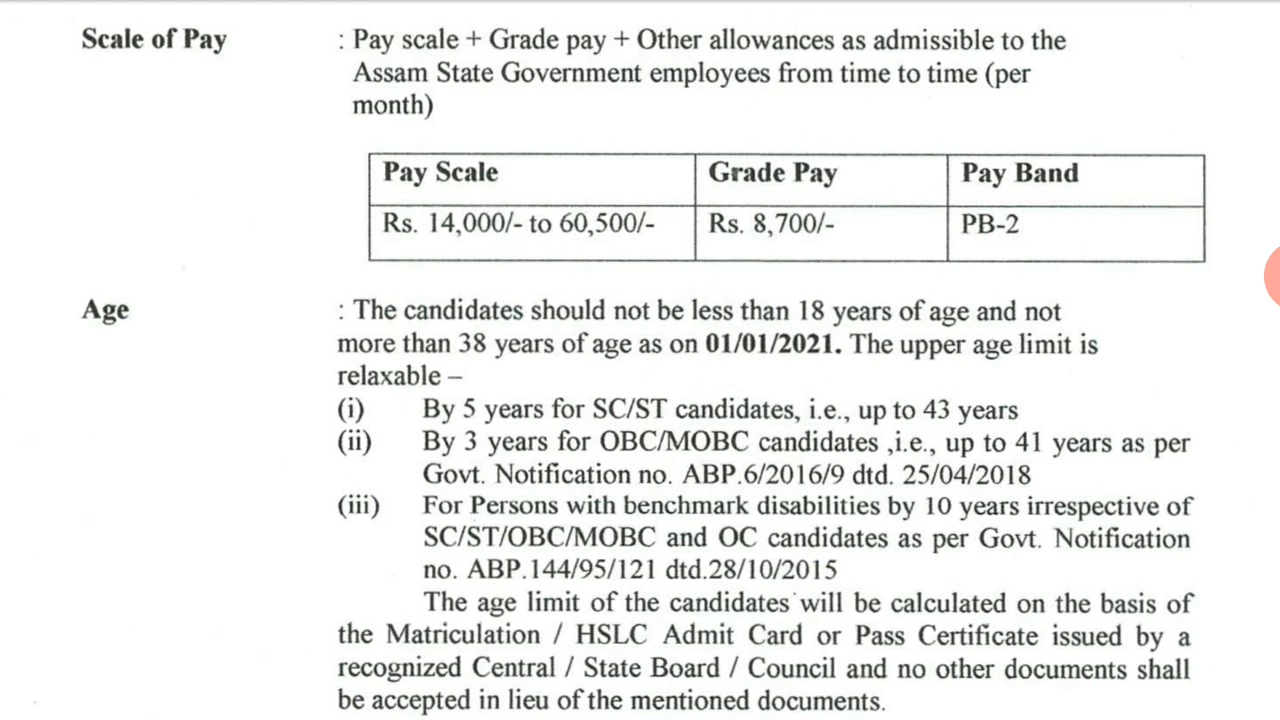 Scale of Pay : Pay scale + Grade pay + Other allowances as admissible to the
Assam State Government employees from time to time (per
month)
Pay Scale Grade Pay Pay Band
Rs. 14,000/- to 60,500/- Rs. 8,700/- PB-2
Age : The candidates should not be less than 18 years of age and not
more than 38 years of age as on 01/01/2021. The upper age limit is
relaxable –
(i) By 5 years for SC/ST candidates, i.e., up to 43 years
(ii) By 3 years for OBC/MOBC candidates ,i.e., up to 41 years as per
Govt. Notification no. ABP.6/2016/9 dtd. 25/04/2018
(iii) For Persons with benchmark disabilities by 10 years irrespective of
SC/ST/OBC/MOBC and OC candidates as per Govt. Notification
no. ABP.144/95/121 dtd.28/10/2015
The age limit of the candidates will be calculated on the basis of
the Matriculation / HSLC Admit Card or Pass Certificate issued by a
recognized Central / State Board / Council and no other documents shall
be accepted in lieu of the mentioned documents.